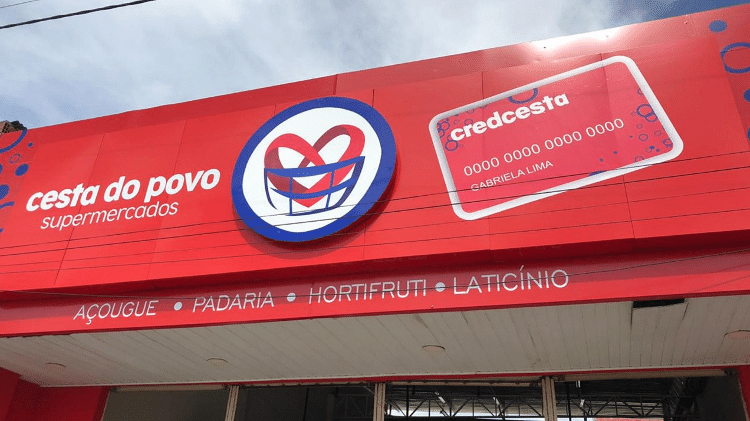 cesta do povo
supermercados
credcesta
0000 0000 0000 0000
GABRIELA LIMA
AÇOUGUE • PADARIA • HORTIFRUTI • LATICÍNIO